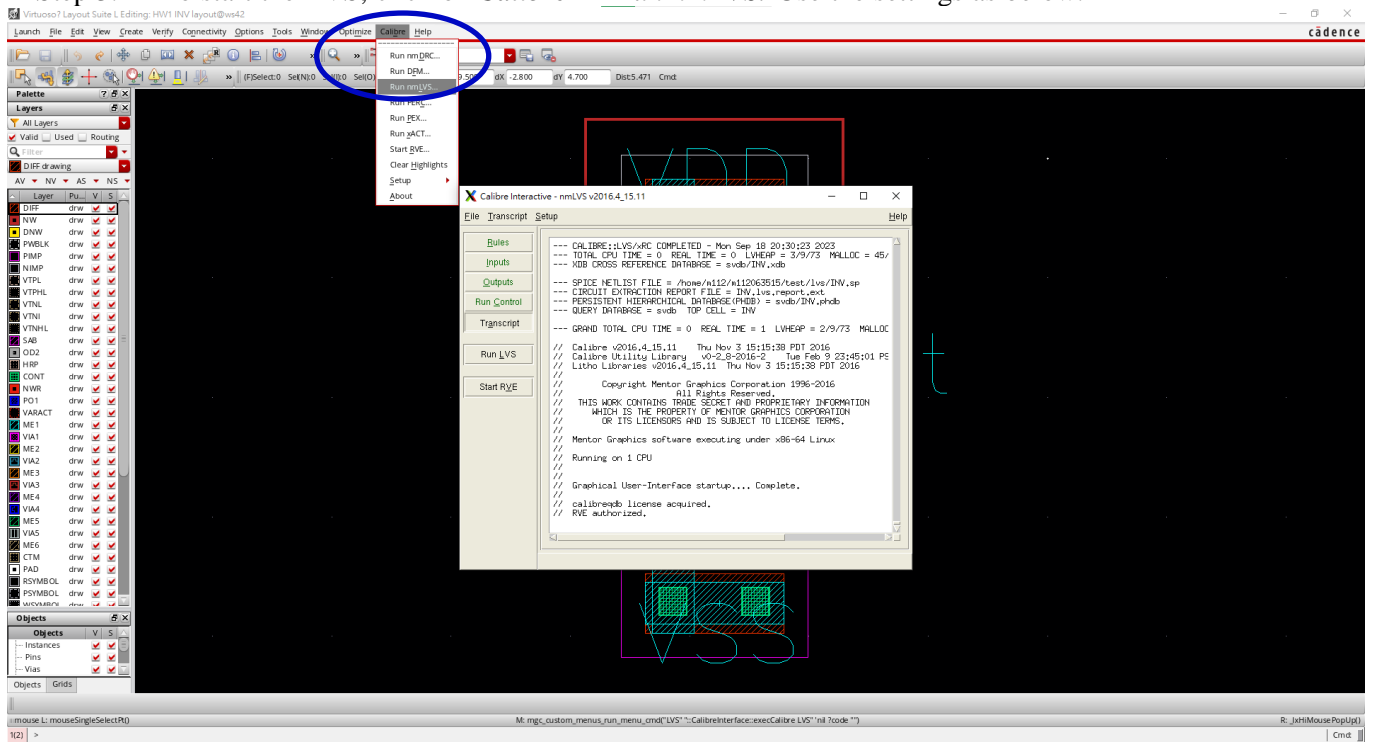 Virtuoso? Layout Suite L Editing: HW1 INV layout@ws42
Launch File Edit View Create Verify Connectivity Options Tools Window Optimize Calibre Help
cādence
(F)Select:0 Sel(N):0 Sel(I):0 Sel(O)
9.500 dX -2.800 dY 4.700 Dist:5.471 Cmd:
Run nmDRC...
Run DFM...
Run nmLVS...
Run PERC...
Run PEX...
Run xACT...
Start RVE...
Clear Highlights
Setup
About
Palette
Layers
All Layers
Valid Used Routing
Filter
DIFF drawing
AV NV AS NS
Layer Pu... V S
DIFF drw
NW drw
DNW drw
PWBLK drw
PIMP drw
NIMP drw
VTPL drw
VTPHL drw
VTNL drw
VTNI drw
VTNHL drw
SAB drw
OD2 drw
HRP drw
CONT drw
NWR drw
PO1 drw
VARACT drw
ME1 drw
VIA1 drw
ME2 drw
VIA2 drw
ME3 drw
VIA3 drw
ME4 drw
VIA4 drw
ME5 drw
VIA5 drw
ME6 drw
CTM drw
PAD drw
RSYMBOL drw
PSYMBOL drw
WSYMBOL drw
Objects
Objects V S
Instances
Pins
Vias
Objects Grids
VDD
Calibre Interactive - nmLVS v2016.4_15.11
File Transcript Setup Help
Rules
Inputs
Outputs
Run Control
Transcript
Run LVS
Start RVE
--- CALIBRE::LVS/xRC COMPLETED - Mon Sep 18 20:30:23 2023
--- TOTAL CPU TIME = 0 REAL TIME = 0 LVHEAP = 3/9/73 MALLOC = 45/
--- XDB CROSS REFERENCE DATABASE = svdb/INV.xdb
--- SPICE NETLIST FILE = /home/m112/m112063515/test/lvs/INV.sp
--- CIRCUIT EXTRACTION REPORT FILE = INV.lvs.report.ext
--- PERSISTENT HIERARCHICAL DATABASE(PHDB) = svdb/INV.phdb
--- QUERY DATABASE = svdb TOP CELL = INV
--- GRAND TOTAL CPU TIME = 0 REAL TIME = 1 LVHEAP = 2/9/73 MALLOC
// Calibre v2016.4_15.11 Thu Nov 3 15:15:38 PDT 2016
// Calibre Utility Library v0-2_8-2016-2 Tue Feb 9 23:45:01 PS
// Litho Libraries v2016.4_15.11 Thu Nov 3 15:15:38 PDT 2016
//
// Copyright Mentor Graphics Corporation 1996-2016
// All Rights Reserved.
// THIS WORK CONTAINS TRADE SECRET AND PROPRIETARY INFORMATION
// WHICH IS THE PROPERTY OF MENTOR GRAPHICS CORPORATION
// OR ITS LICENSORS AND IS SUBJECT TO LICENSE TERMS.
//
// Mentor Graphics software executing under x86-64 Linux
//
// Running on 1 CPU
//
//
// Graphical User-Interface startup.... Complete.
//
// calibreqdb license acquired.
// RVE authorized.
t
VSS
mouse L: mouseSingleSelectPt() M: mgc_custom_menus_run_menu_cmd("LVS" "::CalibreInterface::execCalibre LVS" 'nil ?code "") R: _lxHiMousePopUp()
1(2) > Cmd: